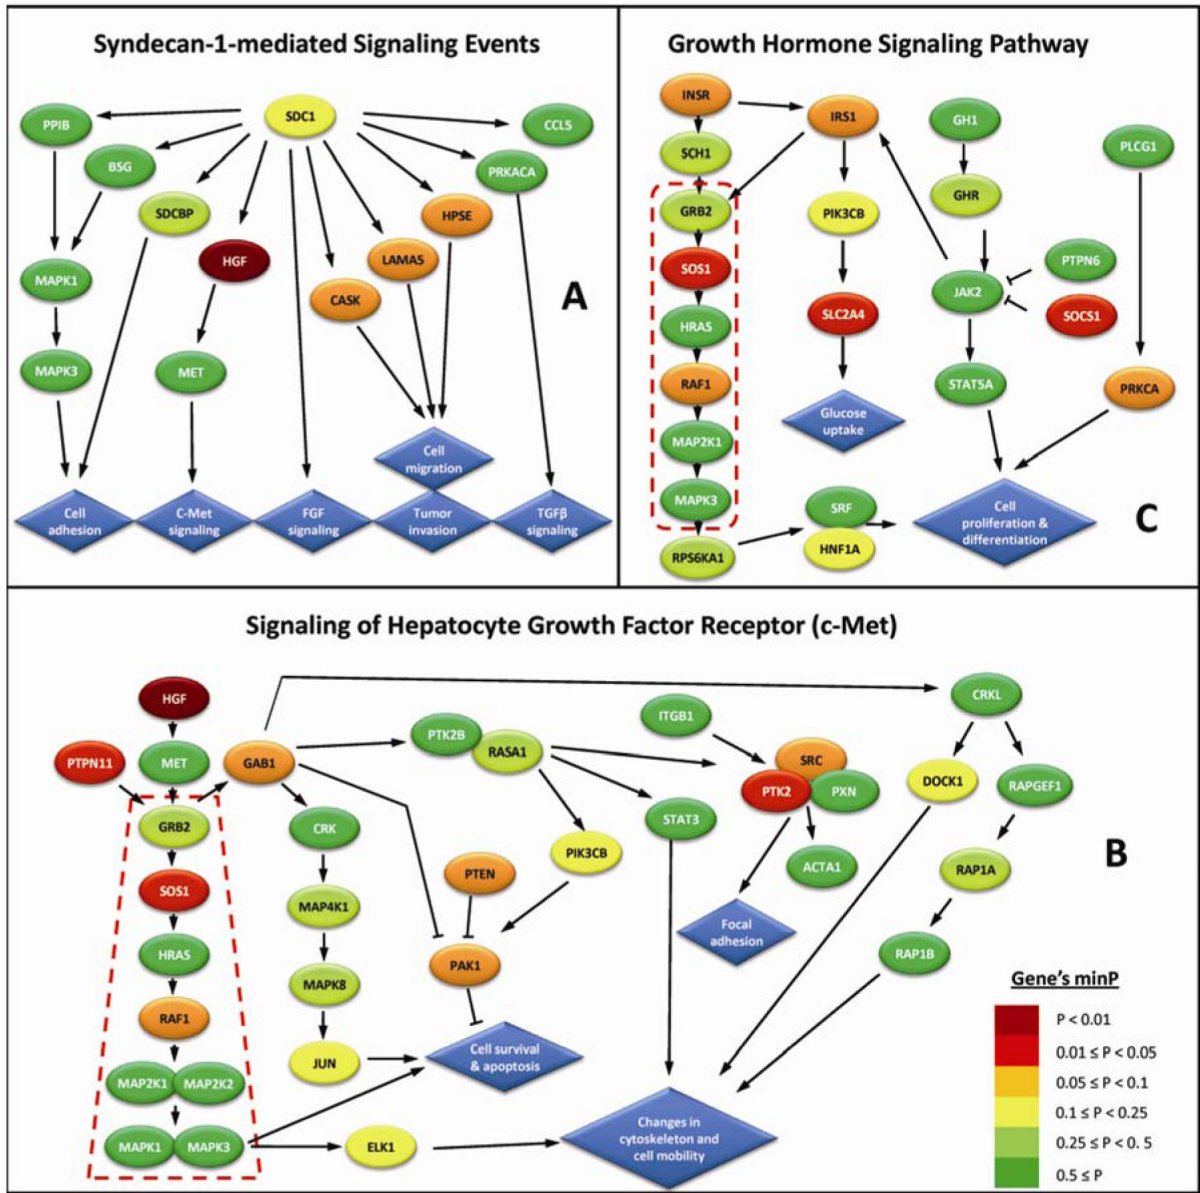 Syndecan-1-mediated Signaling Events
SDC1
PPIB
CCL5
BSG
PRKACA
SDCBP
HPSE
HGF
LAMA5
MAPK1
CASK
A
MAPK3
MET
Cell
migration
Cell
adhesion
C-Met
signaling
FGF
signaling
Tumor
invasion
TGFβ
signaling
Growth Hormone Signaling Pathway
INSR
IRS1
GH1
PLCG1
SCH1
GHR
GRB2
PIK3CB
SOS1
PTPN6
JAK2
SLC2A4
SOCS1
HRAS
RAF1
STAT5A
PRKCA
Glucose
uptake
MAP2K1
MAPK3
SRF
HNF1A
Cell
proliferation &
differentiation
C
RPS6KA1
Signaling of Hepatocyte Growth Factor Receptor (c-Met)
HGF
CRKL
ITGB1
PTK2B
RASA1
PTPN11
MET
GAB1
SRC
PTK2
PXN
DOCK1
RAPGEF1
GRB2
CRK
STAT3
PIK3CB
B
ACTA1
RAP1A
PTEN
SOS1
MAP4K1
Focal
adhesion
HRAS
PAK1
RAP1B
MAPK8
RAF1
JUN
Cell survival
& apoptosis
MAP2K1
MAP2K2
MAPK1
MAPK3
ELK1
Changes in
cytoskeleton and
cell mobility
Gene's minP
P < 0.01
0.01 ≤ P < 0.05
0.05 ≤ P < 0.1
0.1 ≤ P < 0.25
0.25 ≤ P < 0. 5
0.5 ≤ P